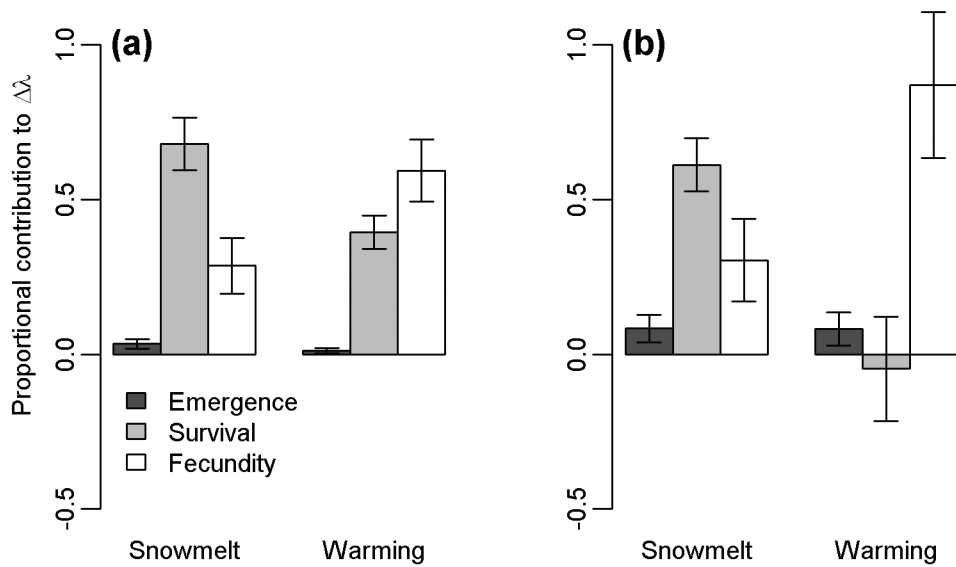 (a)
(b)
Proportional contribution to Δλ
1.0
0.5
0.0
-0.5
Emergence
Survival
Fecundity
Snowmelt
Warming
1.0
0.5
0.0
-0.5
Snowmelt
Warming